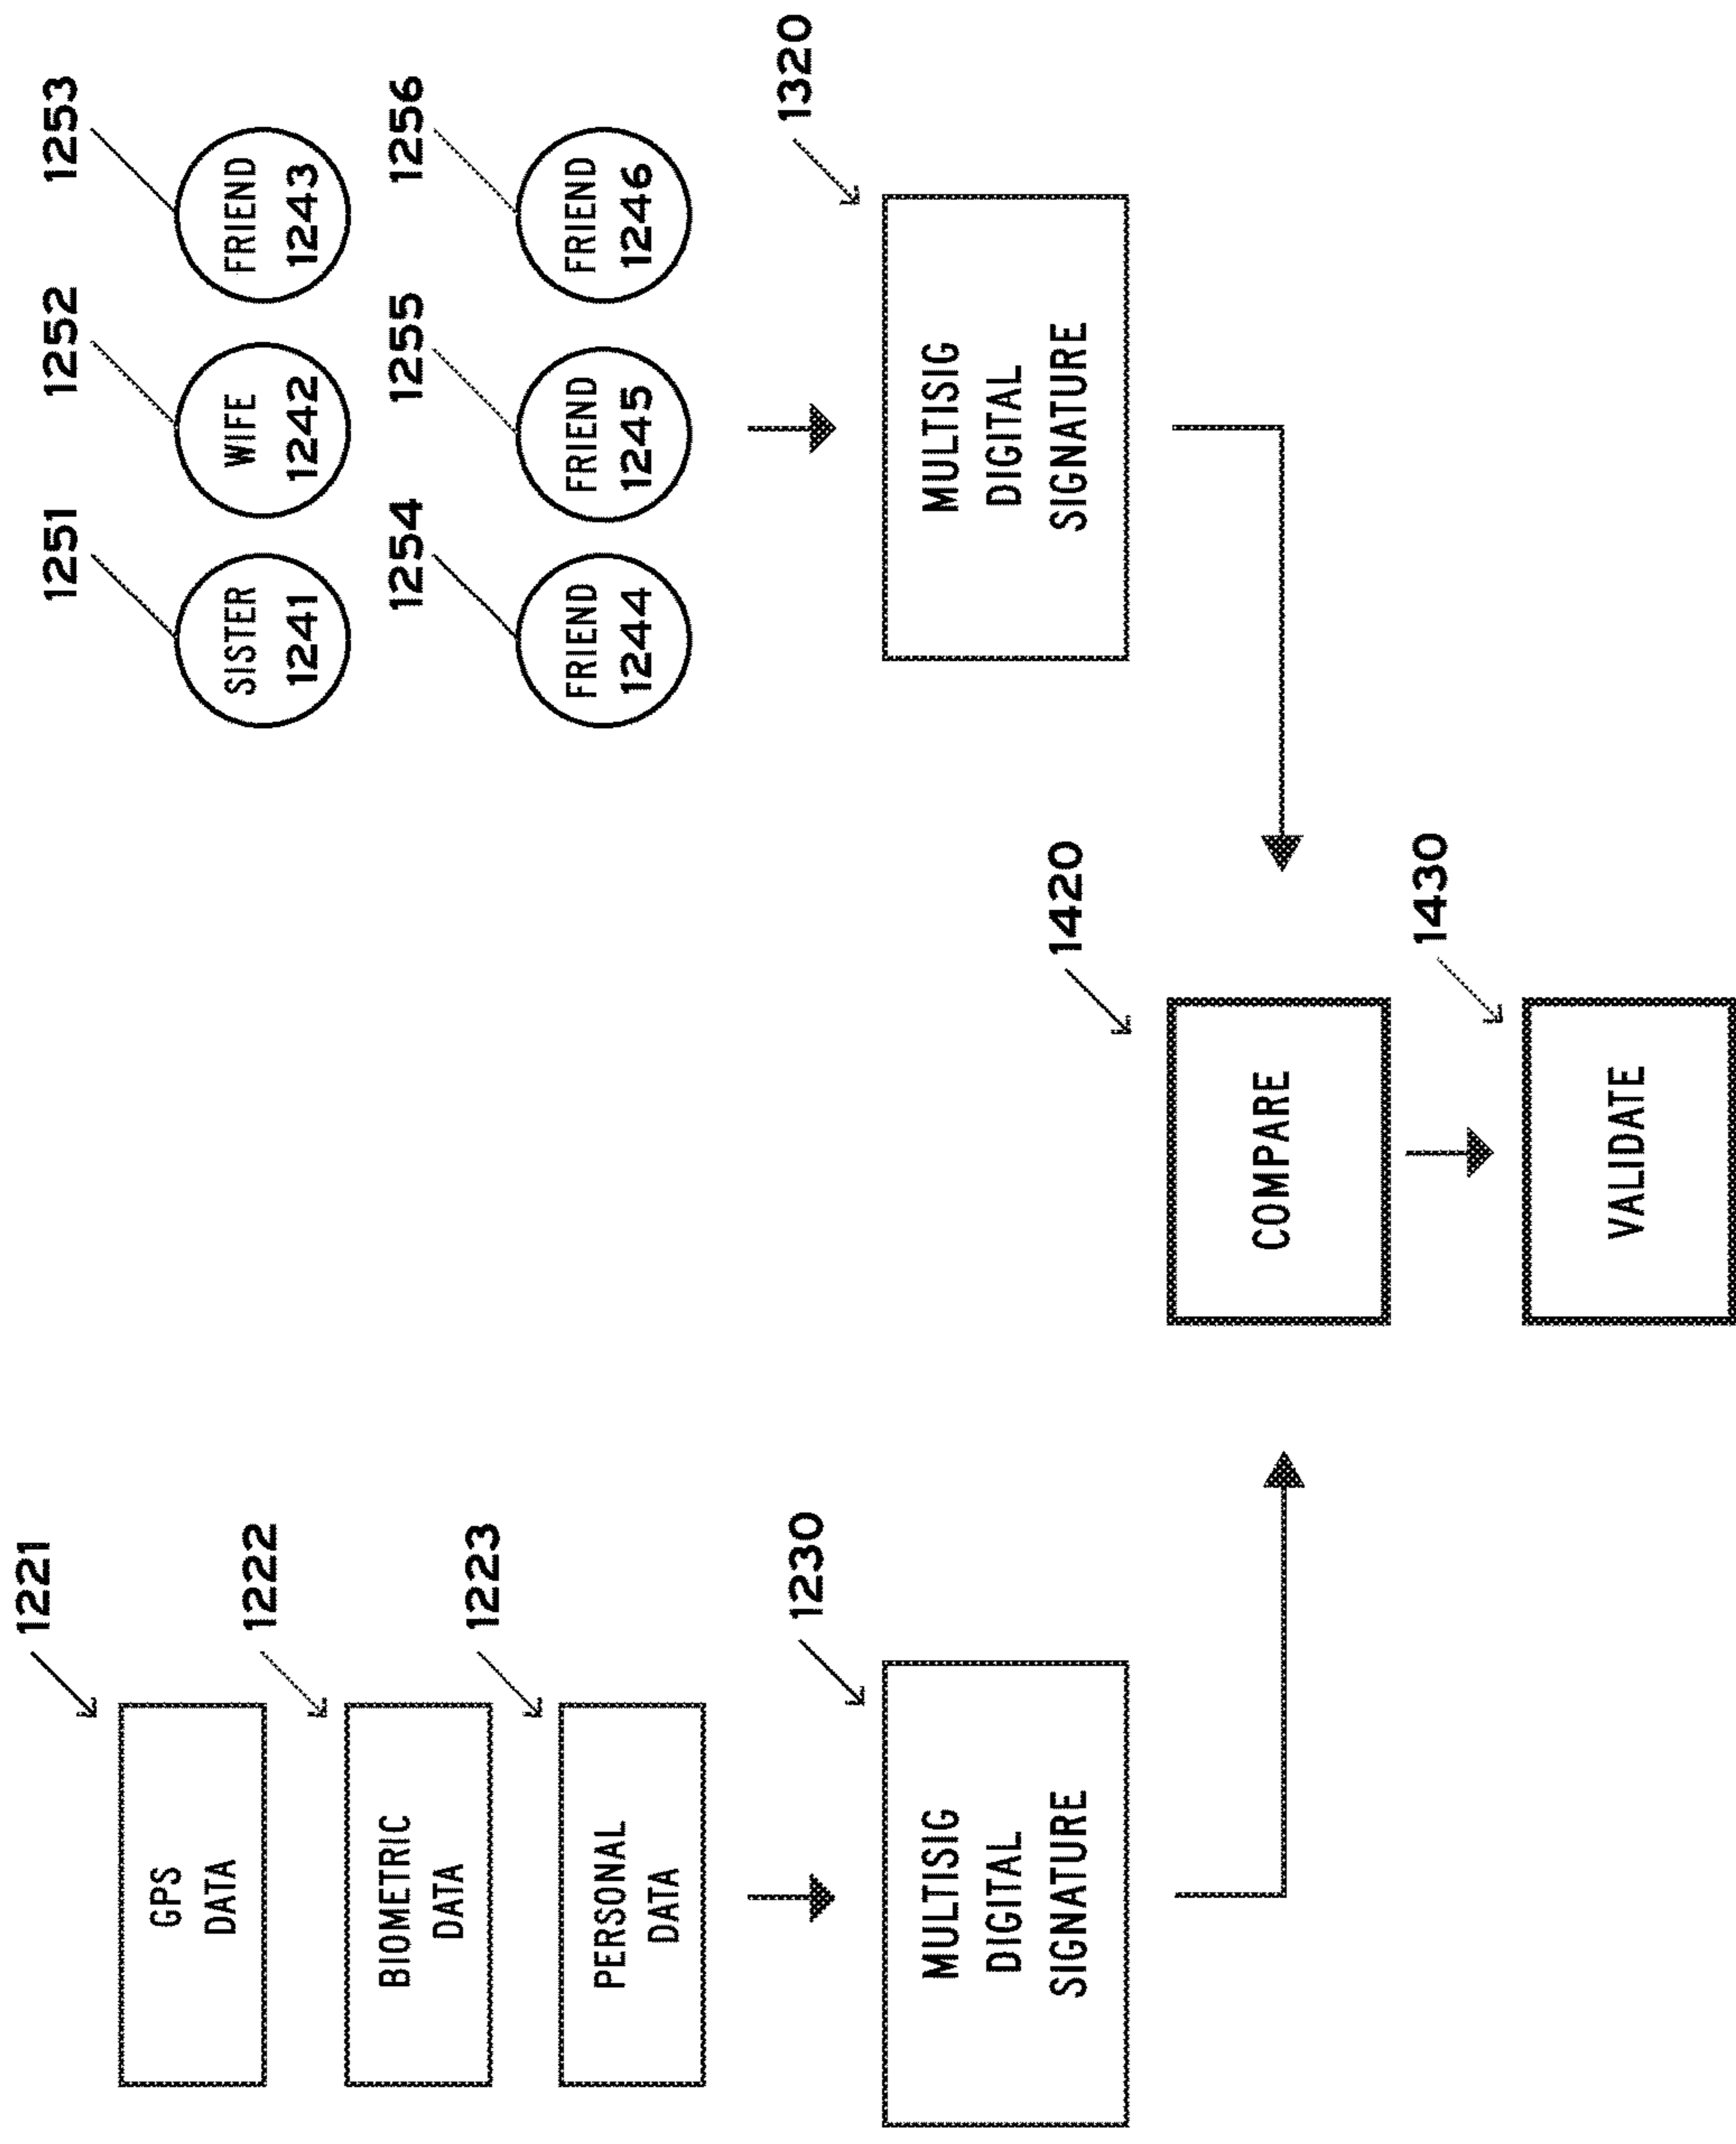 1221
GPS
DATA
1222
BIOMETRIC
DATA
1223
PERSONAL
DATA
1230
MULTISIG
DIGITAL
SIGNATURE
1251
SISTER
1241
1252
WIFE
1242
1253
FRIEND
1243
1254
FRIEND
1244
1255
FRIEND
1245
1256
FRIEND
1246
1320
MULTISIG
DIGITAL
SIGNATURE
1420
COMPARE
1430
VALIDATE